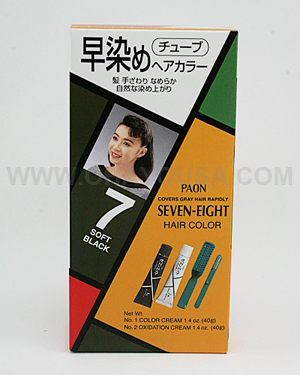 早染め
チューブ
ヘアカラー
髪 手ざわり なめらか
自然な染め上がり
7
SOFT
BLACK
PAON
COVERS GRAY HAIR RAPIDLY
SEVEN-EIGHT
HAIR COLOR
Net Wt.
No. 1 COLOR CREAM 1.4 oz. (40g)
No. 2 OXIDATION CREAM 1.4 oz. (40g)